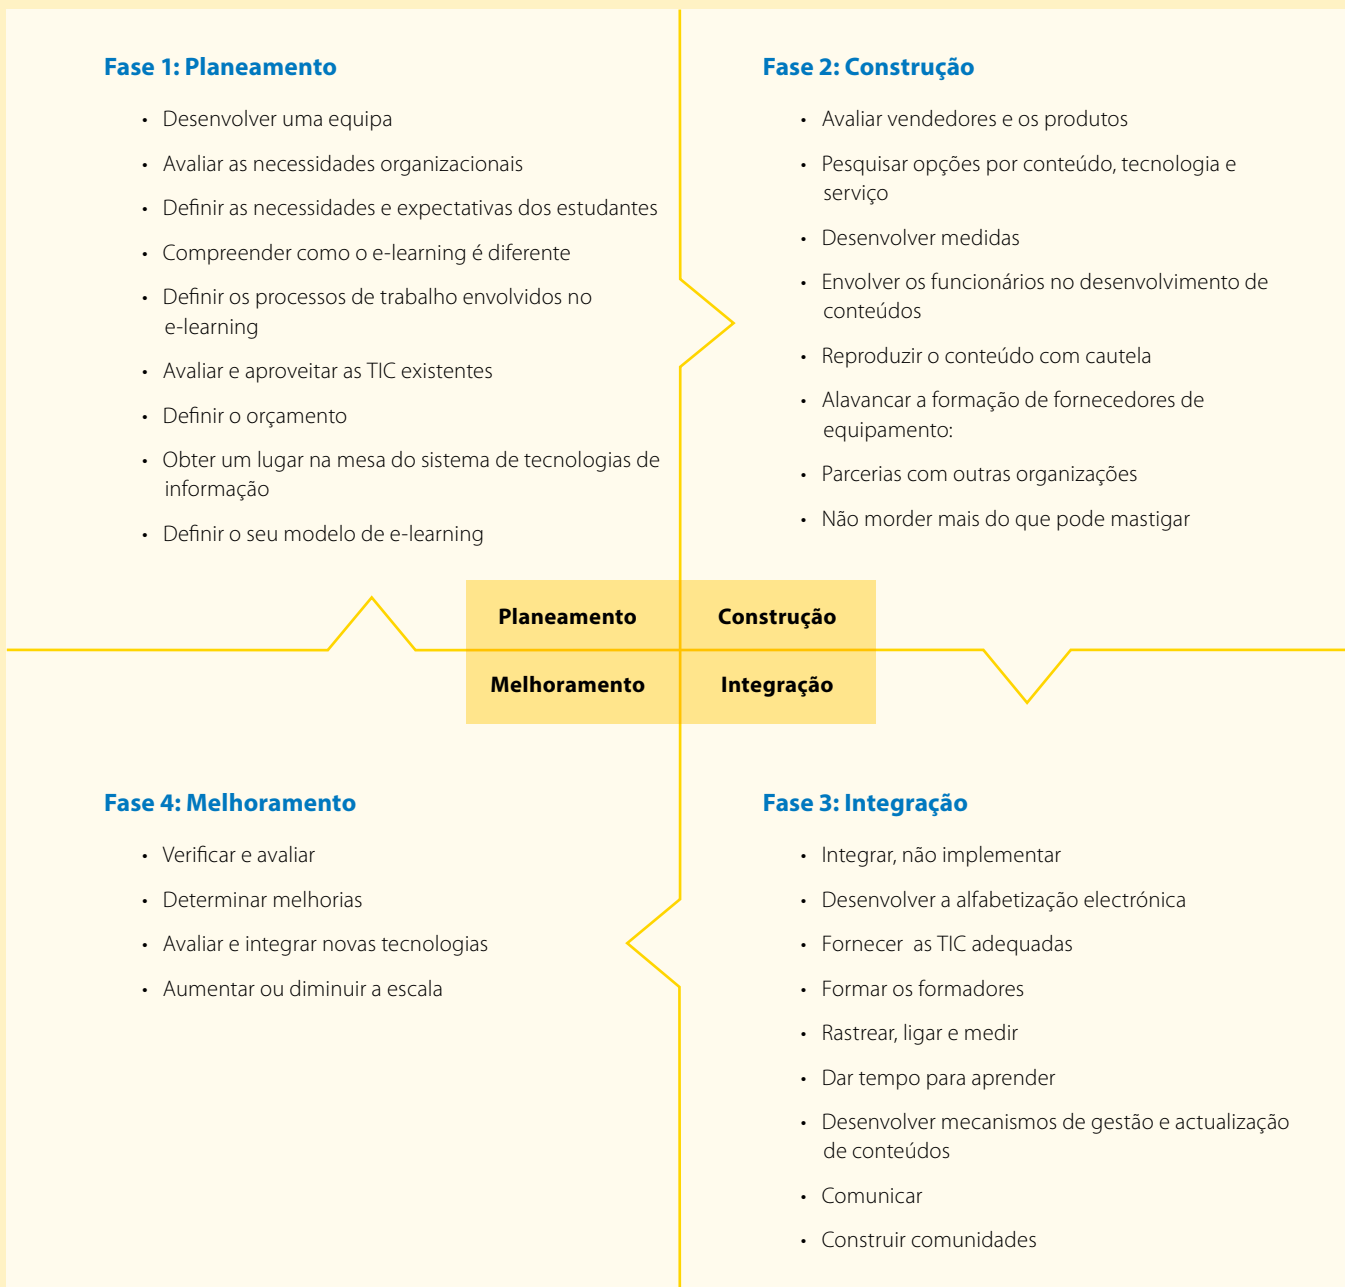 Fase 1: Planeamento
• Desenvolver uma equipa
• Avaliar as necessidades organizacionais
• Definir as necessidades e expectativas dos estudantes
• Compreender como o e-learning é diferente
• Definir os processos de trabalho envolvidos no
e-learning
• Avaliar e aproveitar as TIC existentes
• Definir o orçamento
• Obter um lugar na mesa do sistema de tecnologias de
informação
• Definir o seu modelo de e-learning
Fase 2: Construção
• Avaliar vendedores e os produtos
• Pesquisar opções por conteúdo, tecnologia e
serviço
• Desenvolver medidas
• Envolver os funcionários no desenvolvimento de
conteúdos
• Reproduzir o conteúdo com cautela
• Alavancar a formação de fornecedores de
equipamento:
• Parcerias com outras organizações
• Não morder mais do que pode mastigar
Planeamento
Construção
Melhoramento
Integração
Fase 4: Melhoramento
• Verificar e avaliar
• Determinar melhorias
• Avaliar e integrar novas tecnologias
• Aumentar ou diminuir a escala
Fase 3: Integração
• Integrar, não implementar
• Desenvolver a alfabetização electrónica
• Fornecer as TIC adequadas
• Formar os formadores
• Rastrear, ligar e medir
• Dar tempo para aprender
• Desenvolver mecanismos de gestão e actualização
de conteúdos
• Comunicar
• Construir comunidades